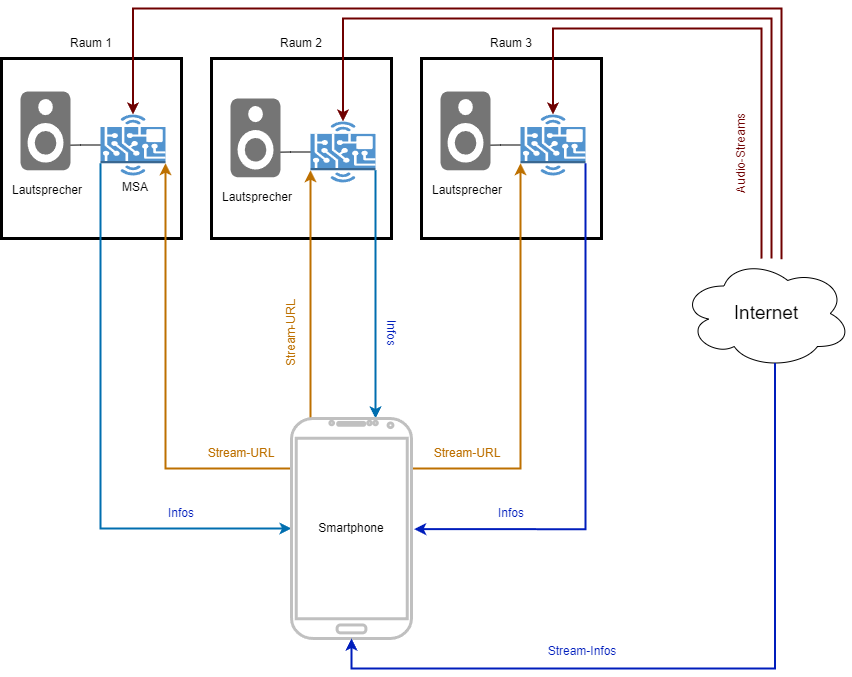 Raum 1
Raum 2
Raum 3
Audio-Streams
Lautsprecher
MSA
Lautsprecher
Lautsprecher
Internet
Stream-URL
Infos
Stream-URL
Stream-URL
Infos
Infos
Smartphone
Stream-Infos